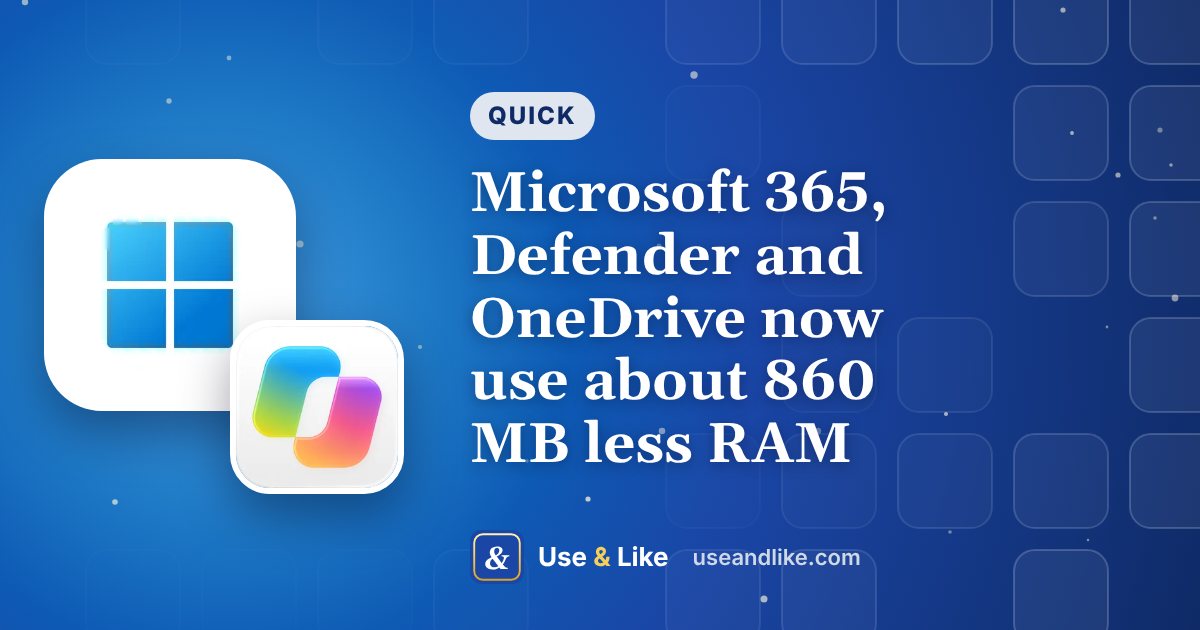 QUICK
Microsoft 365,
Defender and
OneDrive now
use about 860
MB less RAM
& Use & Like useandlike.com